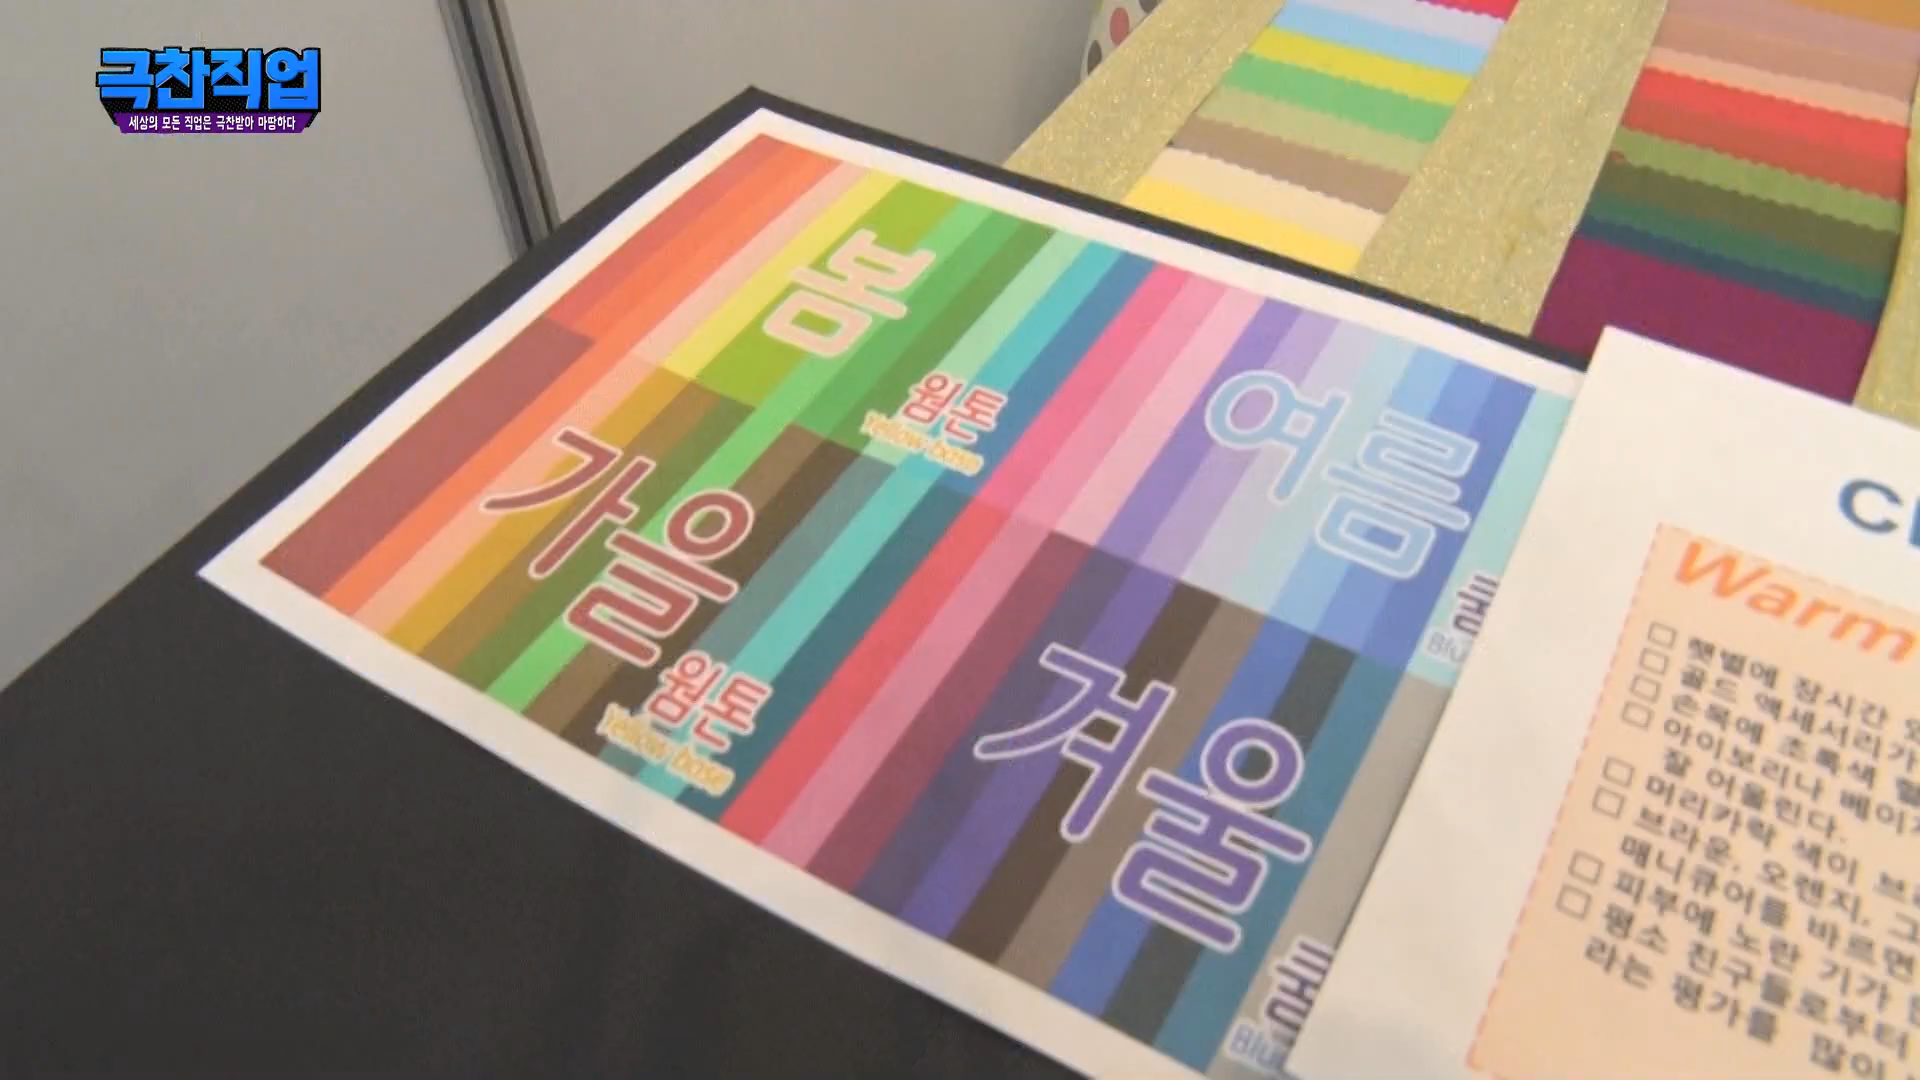 극찬직업
세상의 모든 직업은 극찬받아 마땅하다
봄
웜톤
Yellow base
여름
가을
웜톤
Yellow base
겨울
Warm
□ 햇볕에 장시간
□ 골드 액세서리가
□ 손목에 초록색
□ 아이보리나 베이지
잘 어울린다.
□ 머리카락 색이
□ 브라운, 오렌지,
매니큐어를 바르면
□ 피부에 노란 기가
□ 평소 친구들로부터
라는 평가를 많이